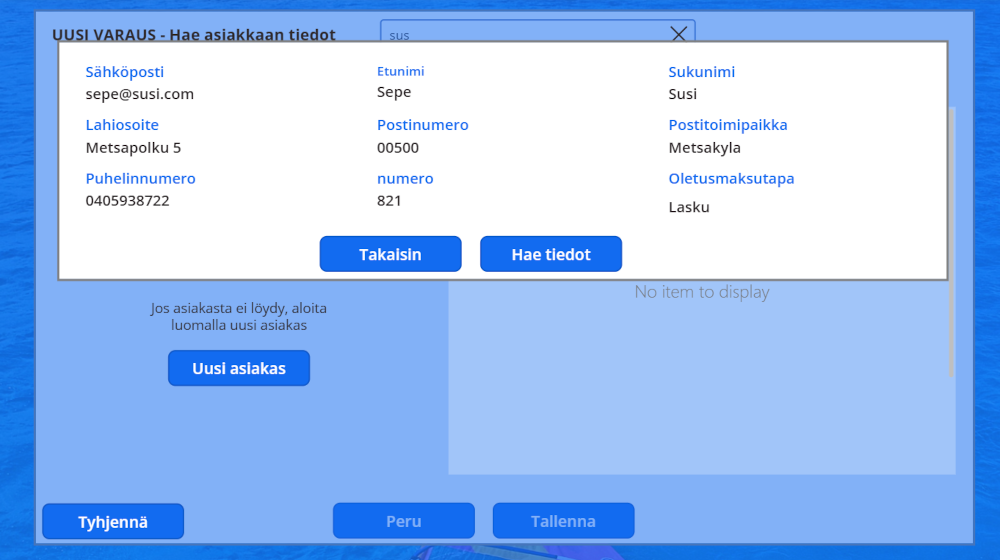 UUSI VARAUS - Hae asiakkaan tiedot
sus
Sähköposti
sepe@susi.com
Etunimi
Sepe
Sukunimi
Susi
Lahiosoite
Metsapolku 5
Postinumero
00500
Postitoimipaikka
Metsakyla
Puhelinnumero
0405938722
numero
821
Oletusmaksutapa
Lasku
Takaisin
Hae tiedot
No item to display
Jos asiakasta ei löydy, aloita
luomalla uusi asiakas
Uusi asiakas
Tyhjennä
Peru
Tallenna